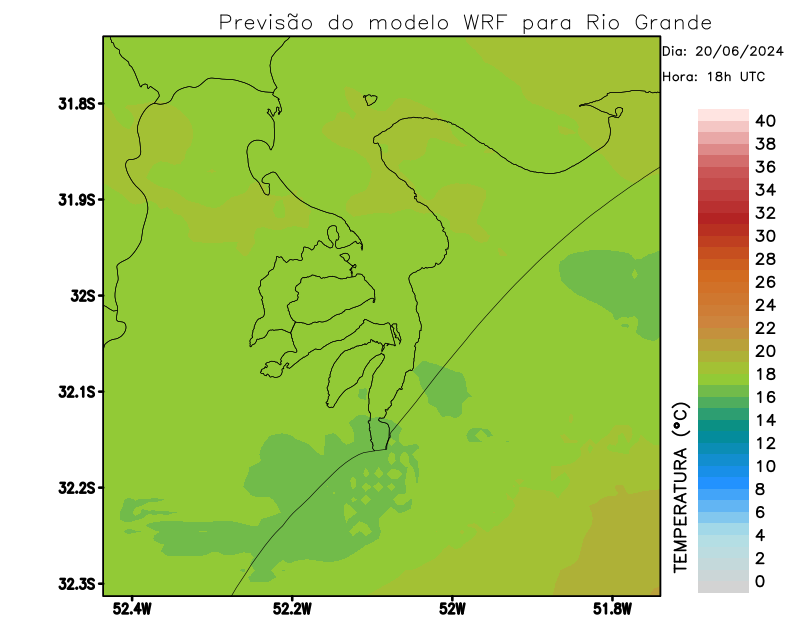 Previsão do modelo WRF para Rio Grande
Dia: 20/06/2024
Hora: 18h UTC
31.8S
31.9S
32S
32.1S
32.2S
32.3S
52.4W
52.2W
52W
51.8W
TEMPERATURA (°C)
40
38
36
34
32
30
28
26
24
22
20
18
16
14
12
10
8
6
4
2
0